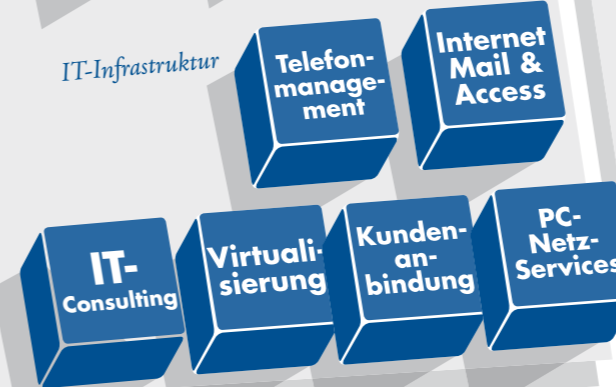 IT-Infrastruktur
Telefon-
manage-
ment
Internet
Mail &
Access
IT-
Consulting
Virtuali-
sierung
Kunden-
an-
bindung
PC-
Netz-
Services